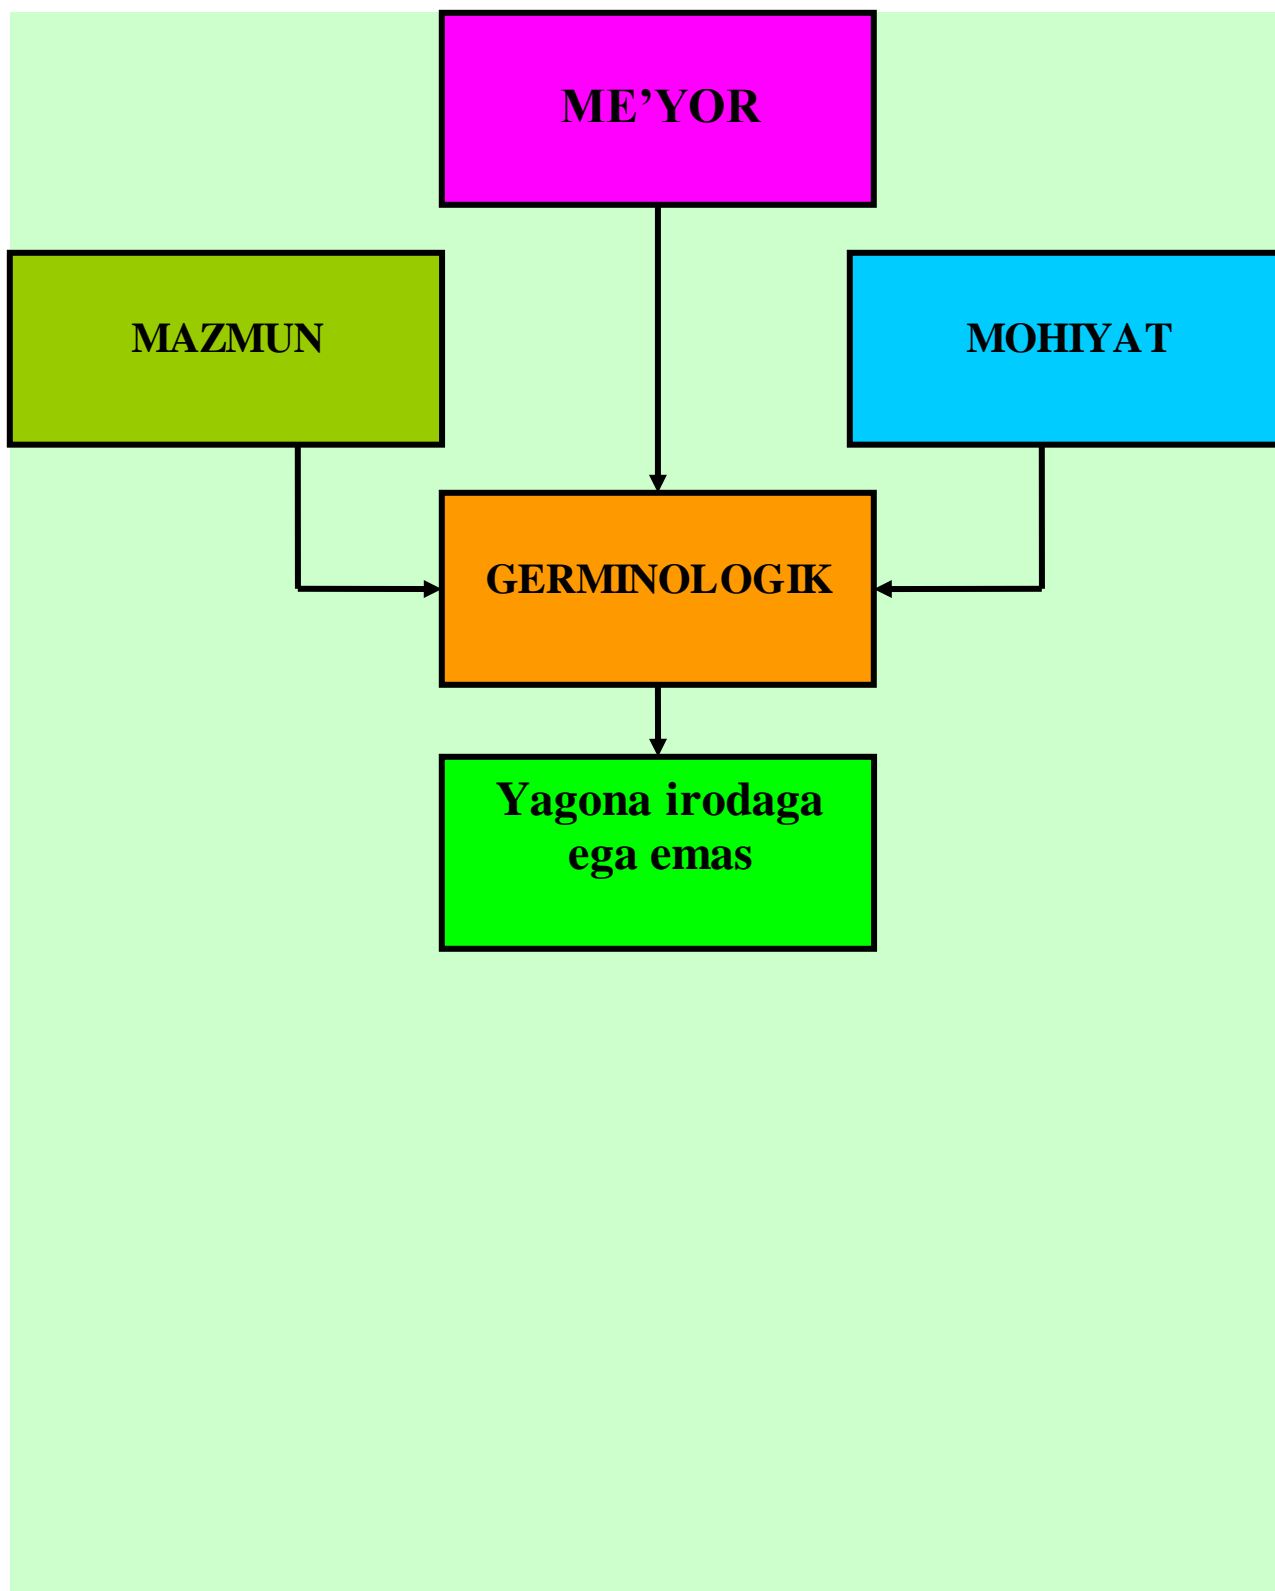 ME’YOR
MAZMUN
MOHIYAT
GERMINOLOGIK
Yagona irodaga
ega emas